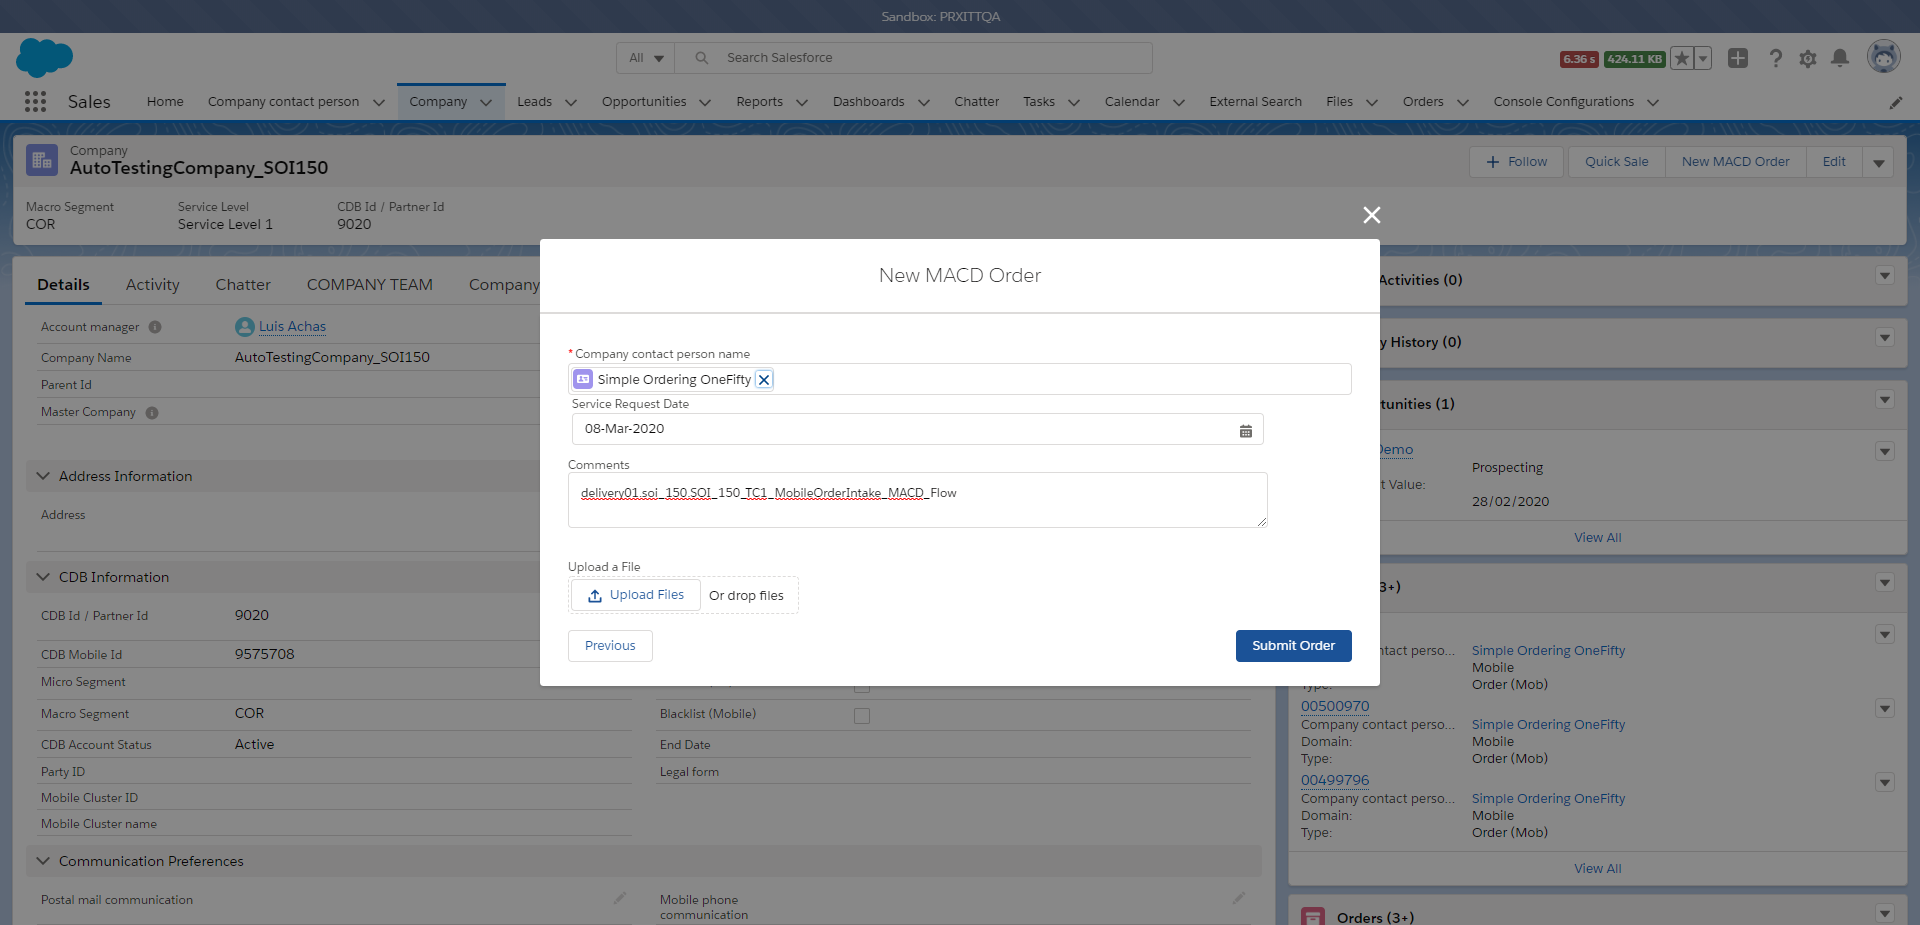 Sandbox: PRXITTQA
All
Search Salesforce
6.36 s
424.11 KB
Sales
Home
Company contact person
Company
Leads
Opportunities
Reports
Dashboards
Chatter
Tasks
Calendar
External Search
Files
Orders
Console Configurations
Company
AutoTestingCompany_SOI150
Follow
Quick Sale
New MACD Order
Edit
Macro Segment
COR
Service Level
Service Level 1
CDB Id / Partner Id
9020
Details
Activity
Chatter
COMPANY TEAM
Company
Account manager
Luis Achas
Company Name
AutoTestingCompany_SOI150
Parent Id
Master Company
Address Information
Address
CDB Information
CDB Id / Partner Id
9020
CDB Mobile Id
9575708
Micro Segment
Macro Segment
COR
CDB Account Status
Active
Party ID
Mobile Cluster ID
Mobile Cluster name
Blacklist (Mobile)
End Date
Legal form
Communication Preferences
Postal mail communication
Mobile phone
communication
New MACD Order
* Company contact person name
Simple Ordering OneFifty
Service Request Date
08-Mar-2020
Comments
delivery01.soi_150.SOI_150_TC1_MobileOrderIntake_MACD_Flow
Upload a File
Upload Files
Or drop files
Previous
Submit Order
Activities (0)
y History (0)
tunities (1)
Demo
Prospecting
t Value:
28/02/2020
View All
3+)
ntact perso...
Simple Ordering OneFifty
Mobile
Type:
Order (Mob)
00500970
Company contact perso...
Simple Ordering OneFifty
Domain:
Mobile
Type:
Order (Mob)
00499796
Company contact perso...
Simple Ordering OneFifty
Domain:
Mobile
Type:
Order (Mob)
View All
Orders (3+)